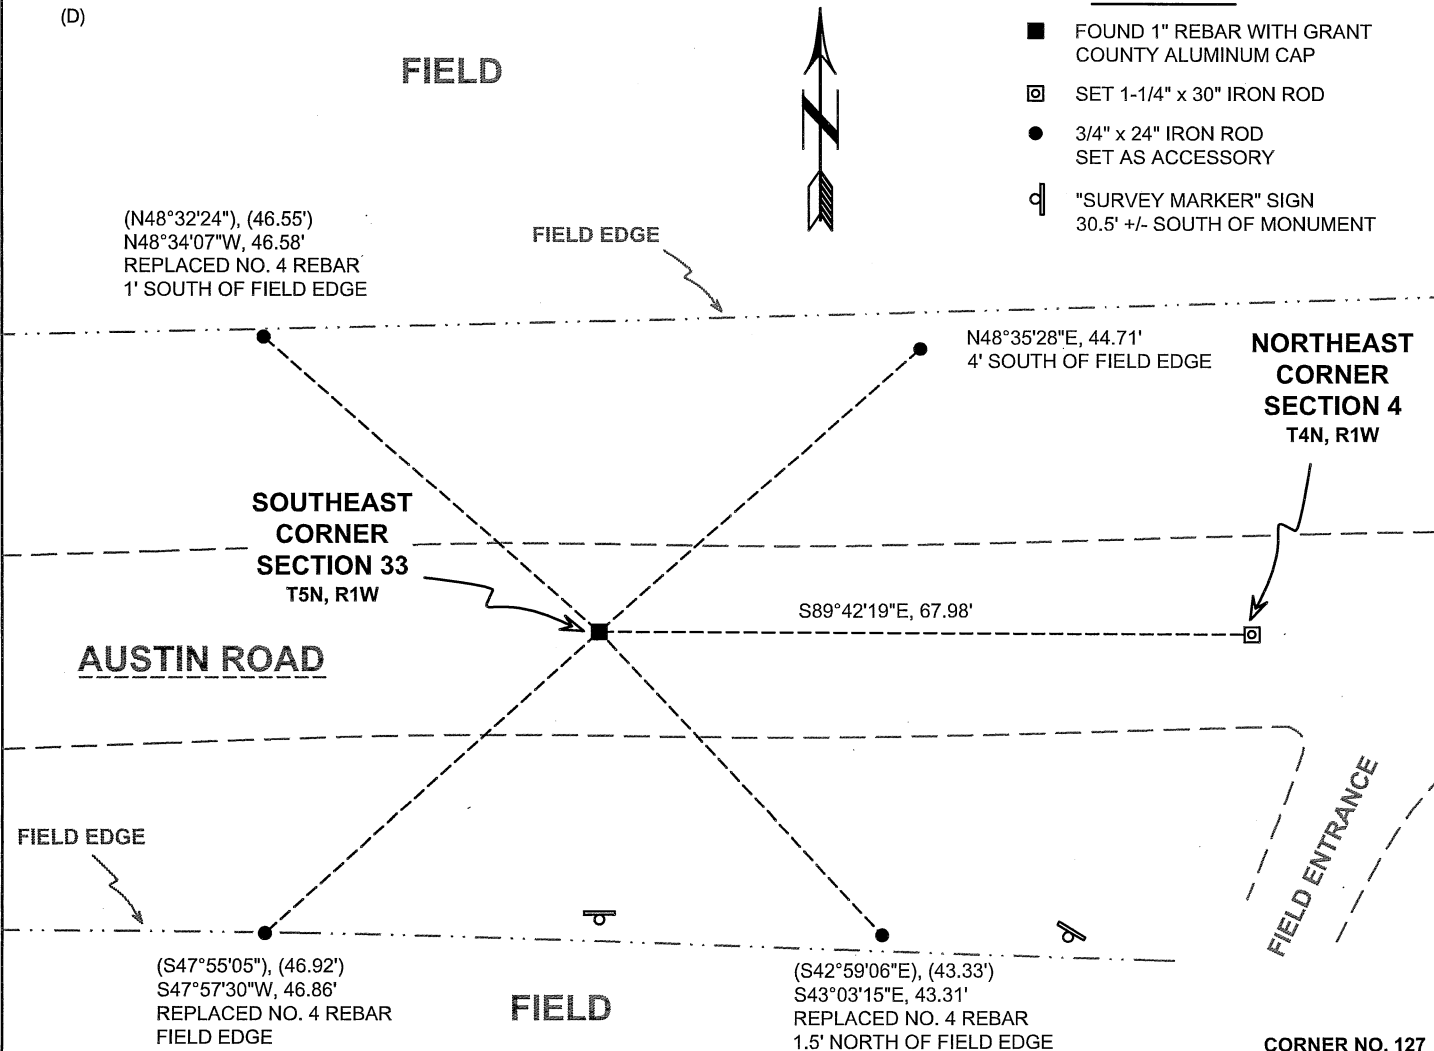 (D)
FOUND 1" REBAR WITH GRANT
COUNTY ALUMINUM CAP
SET 1-1/4" x 30" IRON ROD
3/4" x 24" IRON ROD
SET AS ACCESSORY
"SURVEY MARKER" SIGN
30.5' +/- SOUTH OF MONUMENT
FIELD
N
(N48°32'24"), (46.55')
N48°34'07"W, 46.58'
REPLACED NO. 4 REBAR
1' SOUTH OF FIELD EDGE
FIELD EDGE
N48°35'28"E, 44.71'
4' SOUTH OF FIELD EDGE
NORTHEAST
CORNER
SECTION 4
T4N, R1W
SOUTHEAST
CORNER
SECTION 33
T5N, R1W
S89°42'19"E, 67.98'
AUSTIN ROAD
FIELD EDGE
FIELD ENTRANCE
(S47°55'05"), (46.92')
S47°57'30"W, 46.86'
REPLACED NO. 4 REBAR
FIELD EDGE
FIELD
(S42°59'06"E), (43.33')
S43°03'15"E, 43.31'
REPLACED NO. 4 REBAR
1.5' NORTH OF FIELD EDGE
CORNER NO. 127